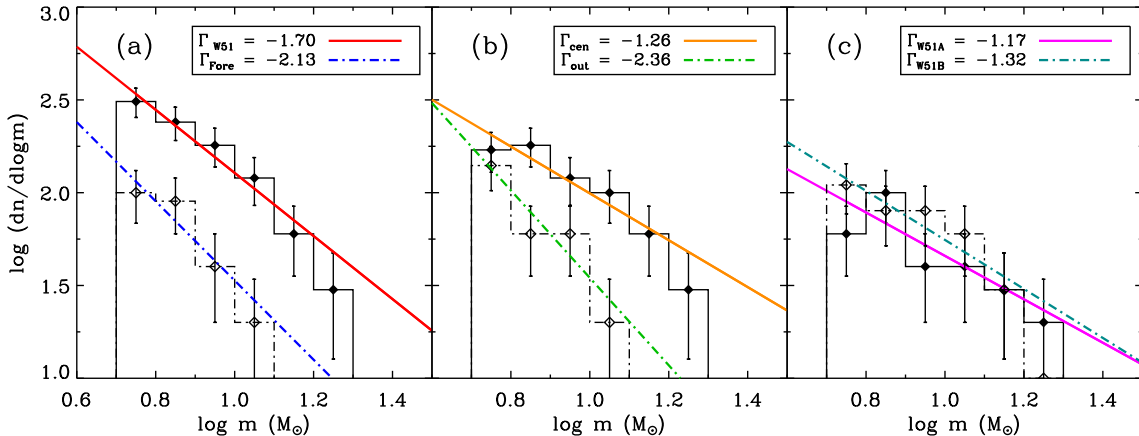 (a)
Γ_W51 = −1.70
Γ_Fore = −2.13
(b)
Γ_cen = −1.26
Γ_out = −2.36
(c)
Γ_W51A = −1.17
Γ_W51B = −1.32
log (dn/dlogm)
3.0
2.5
2.0
1.5
1.0
0.6 0.8 1.0 1.2 1.4
0.8 1.0 1.2 1.4
0.8 1.0 1.2 1.4
log m (M⊙)
log m (M⊙)
log m (M⊙)